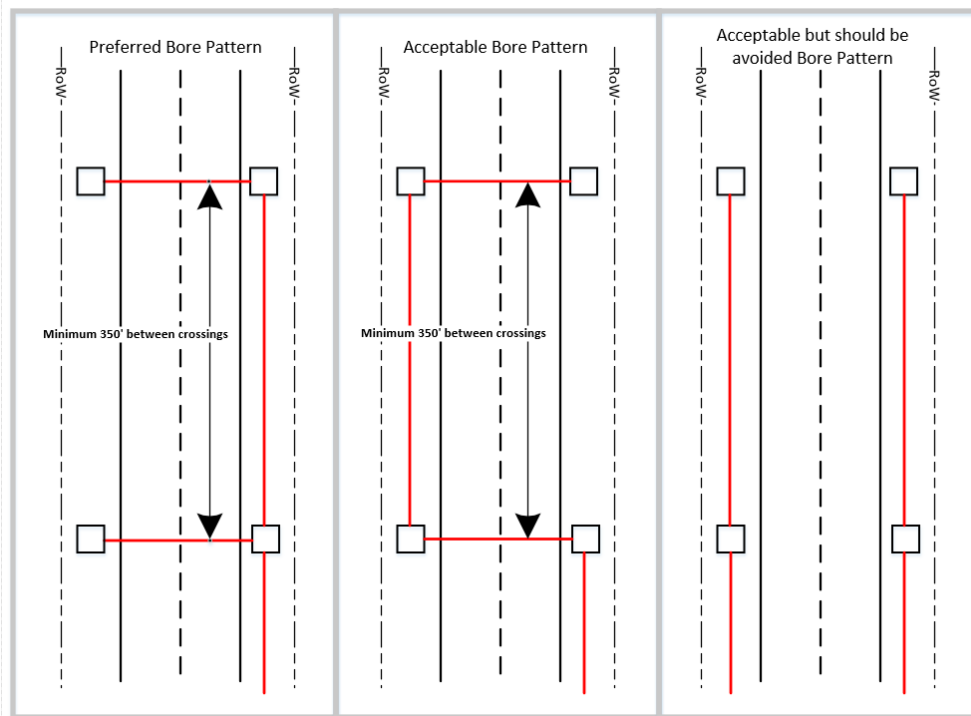 Preferred Bore Pattern
RoW
RoW
Minimum 350' between crossings
Acceptable Bore Pattern
RoW
RoW
Minimum 350' between crossings
Acceptable but should be
avoided Bore Pattern
RoW
RoW